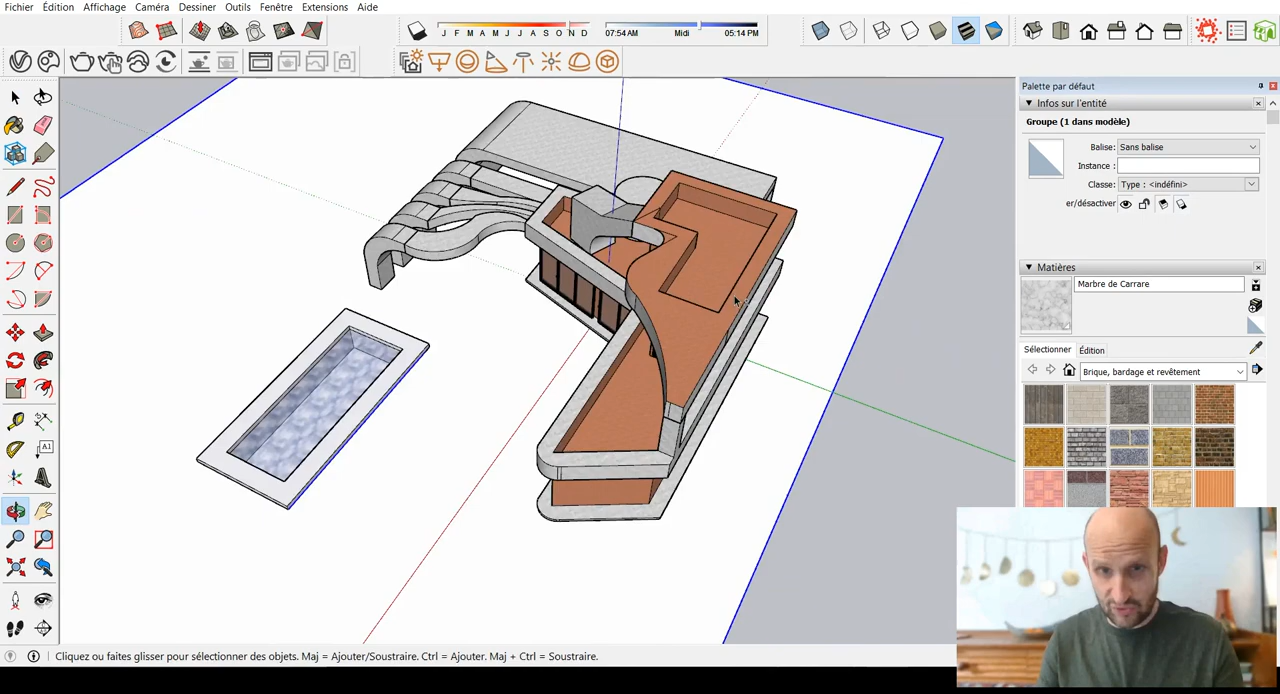 Fichier Édition Affichage Caméra Dessiner Outils Fenêtre Extensions Aide
J F M A M J J A S O N D
07:54 AM Midi 05:14 PM
Palette par défaut
Infos sur l'entité
Groupe (1 dans modèle)
Balise: Sans balise
Instance :
Classe: Type : <indéfini>
er/désactiver
Matières
Marbre de Carrare
Sélectionner Édition
Brique, bardage et revêtement
A1
Cliquez ou faites glisser pour sélectionner des objets. Maj = Ajouter/Soustraire. Ctrl = Ajouter. Maj + Ctrl = Soustraire.